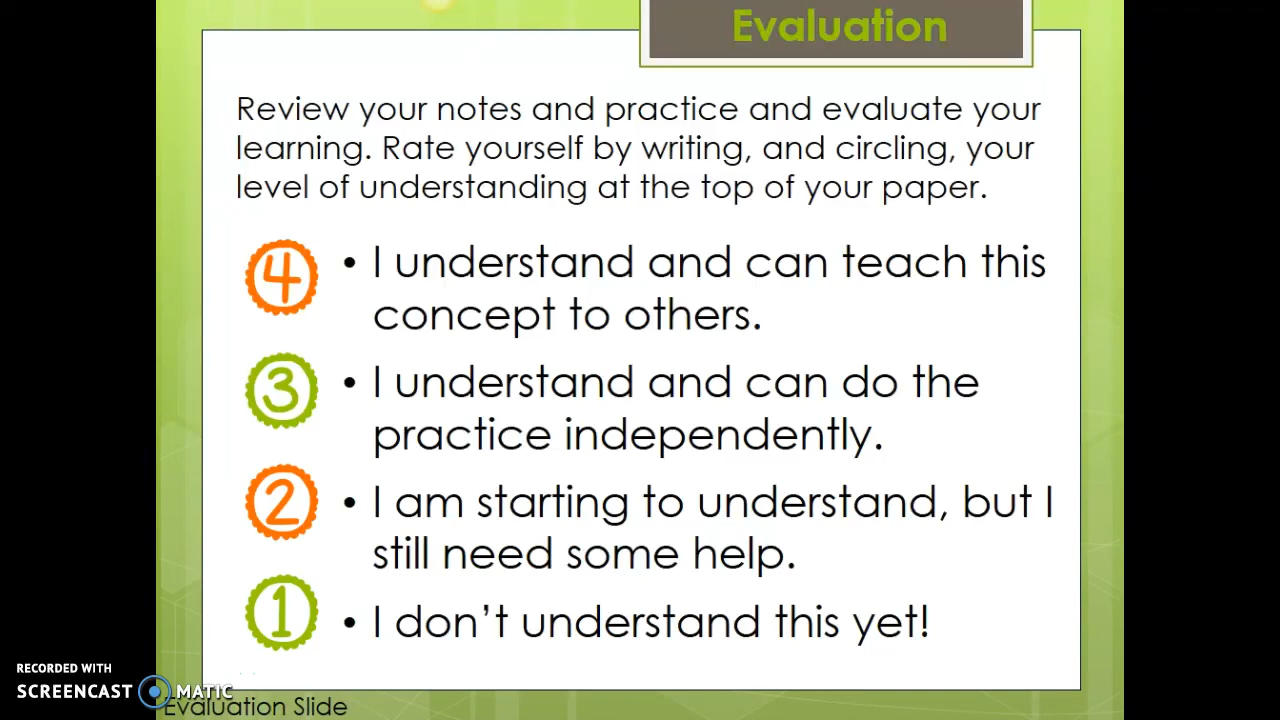 Evaluation
Review your notes and practice and evaluate your
learning. Rate yourself by writing, and circling, your
level of understanding at the top of your paper.
4 • I understand and can teach this
concept to others.
3 • I understand and can do the
practice independently.
2 • I am starting to understand, but I
still need some help.
1 • I don't understand this yet!
RECORDED WITH
SCREENCAST MATIC
Evaluation Slide